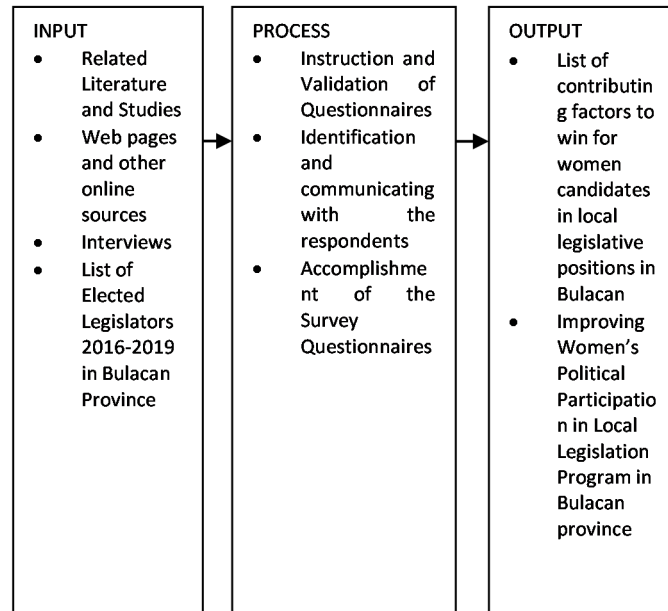 INPUT
• Related
Literature
and Studies
• Web pages
and other
online
sources
• Interviews
• List of
Elected
Legislators
2016-2019
in Bulacan
Province
PROCESS
• Instruction and
Validation of
Questionnaires
• Identification
and
communicating
with the
respondents
• Accomplishme
nt of the
Survey
Questionnaires
OUTPUT
• List of
contributin
g factors to
win for
women
candidates
in local
legislative
positions in
Bulacan
• Improving
Women’s
Political
Participatio
n in Local
Legislation
Program in
Bulacan
province